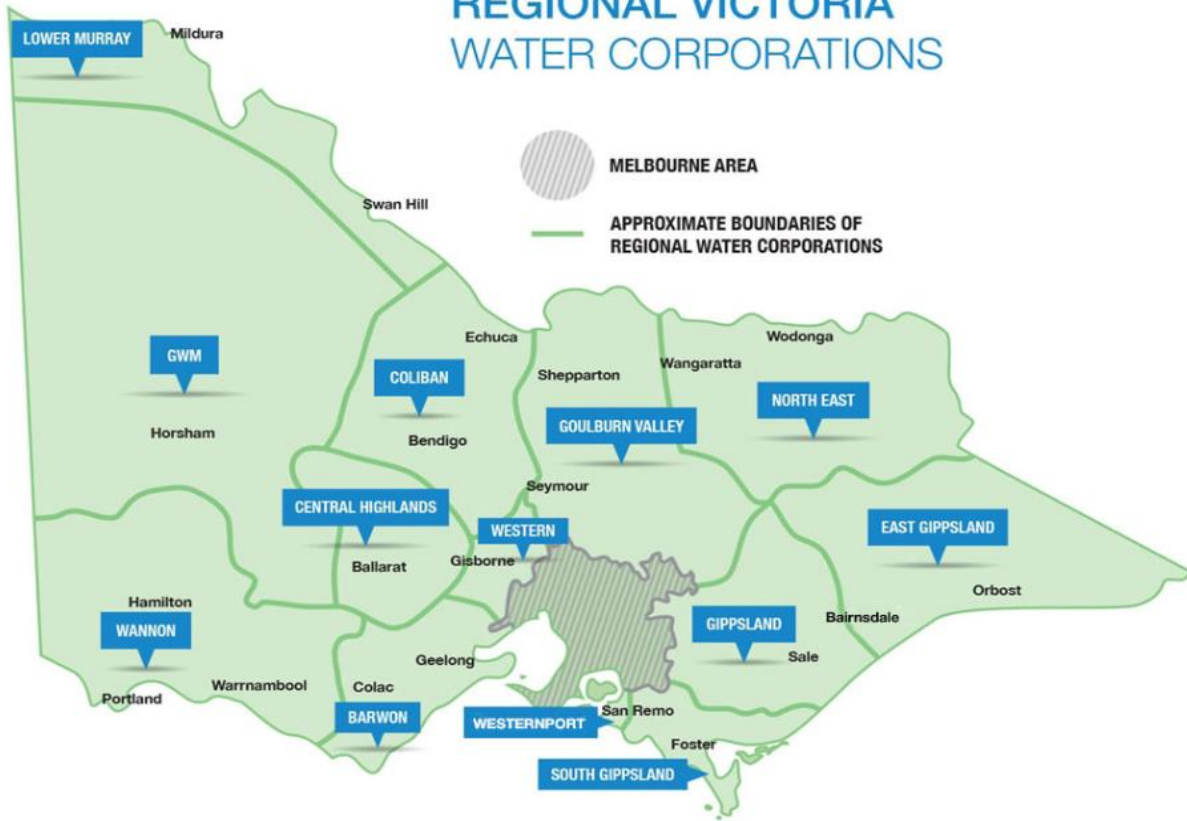 REGIONAL VICTORIA
WATER CORPORATIONS
LOWER MURRAY
Mildura
MELBOURNE AREA
APPROXIMATE BOUNDARIES OF
REGIONAL WATER CORPORATIONS
Swan Hill
Echuca
Wodonga
GWM
Wangaratta
COLIBAN
Shepparton
NORTH EAST
Horsham
Bendigo
GOULBURN VALLEY
Seymour
CENTRAL HIGHLANDS
WESTERN
EAST GIPPSLAND
Ballarat
Gisborne
Orbost
Hamilton
Bairnsdale
WANNON
GIPPSLAND
Sale
Geelong
Portland
Warrnambool
Colac
BARWON
San Remo
WESTERNPORT
Foster
SOUTH GIPPSLAND